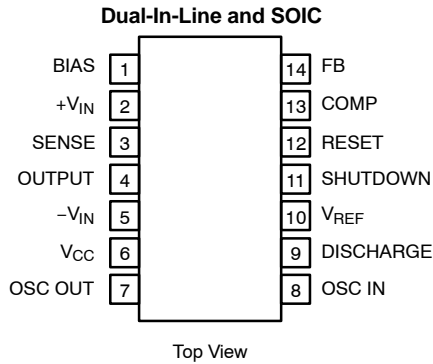 Dual-In-Line and SOIC
BIAS 1 14 FB
+VIN 2 13 COMP
SENSE 3 12 RESET
OUTPUT 4 11 SHUTDOWN
−VIN 5 10 VREF
VCC 6 9 DISCHARGE
OSC OUT 7 8 OSC IN
Top View